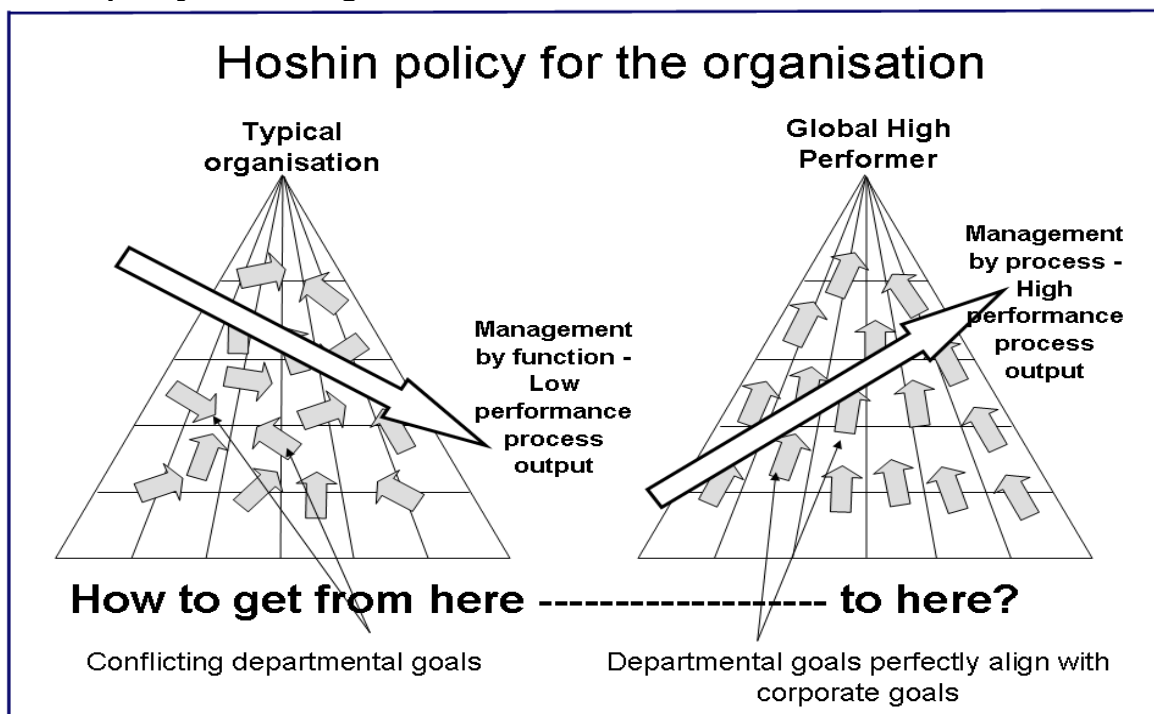 Hoshin policy for the organisation
Typical
organisation
Global High
Performer
Management
by function -
Low
performance
process
output
Management
by process -
High
performance
process
output
How to get from here -------------------- to here?
Conflicting departmental goals
Departmental goals perfectly align with
corporate goals